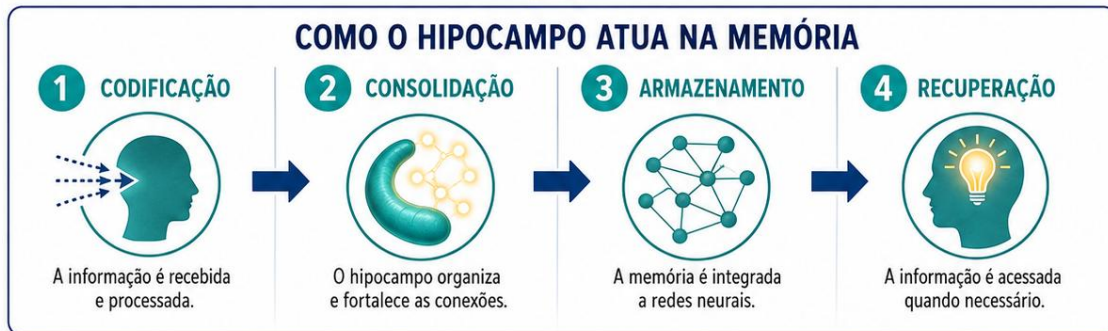 COMO O HIPOCAMPO ATUA NA MEMÓRIA
1 CODIFICAÇÃO
A informação é recebida
e processada.
2 CONSOLIDAÇÃO
O hipocampo organiza
e fortalece as conexões.
3 ARMAZENAMENTO
A memória é integrada
a redes neurais.
4 RECUPERAÇÃO
A informação é acessada
quando necessário.